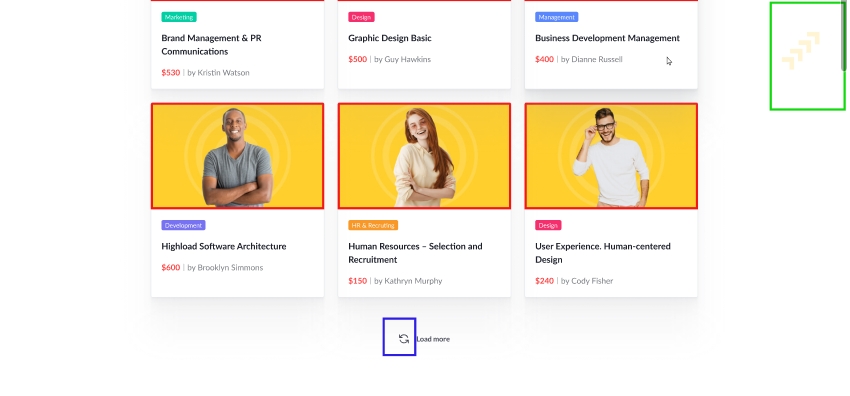 Marketing
Design
Management
Brand Management & PR
Communications
Graphic Design Basic
Business Development Management
$530 | by Kristin Watson
$500 | by Guy Hawkins
$400 | by Dianne Russell
Development
HR & Recruting
Design
Highload Software Architecture
Human Resources – Selection and
Recruitment
User Experience. Human-centered
Design
$600 | by Brooklyn Simmons
$150 | by Kathryn Murphy
$240 | by Cody Fisher
Load more